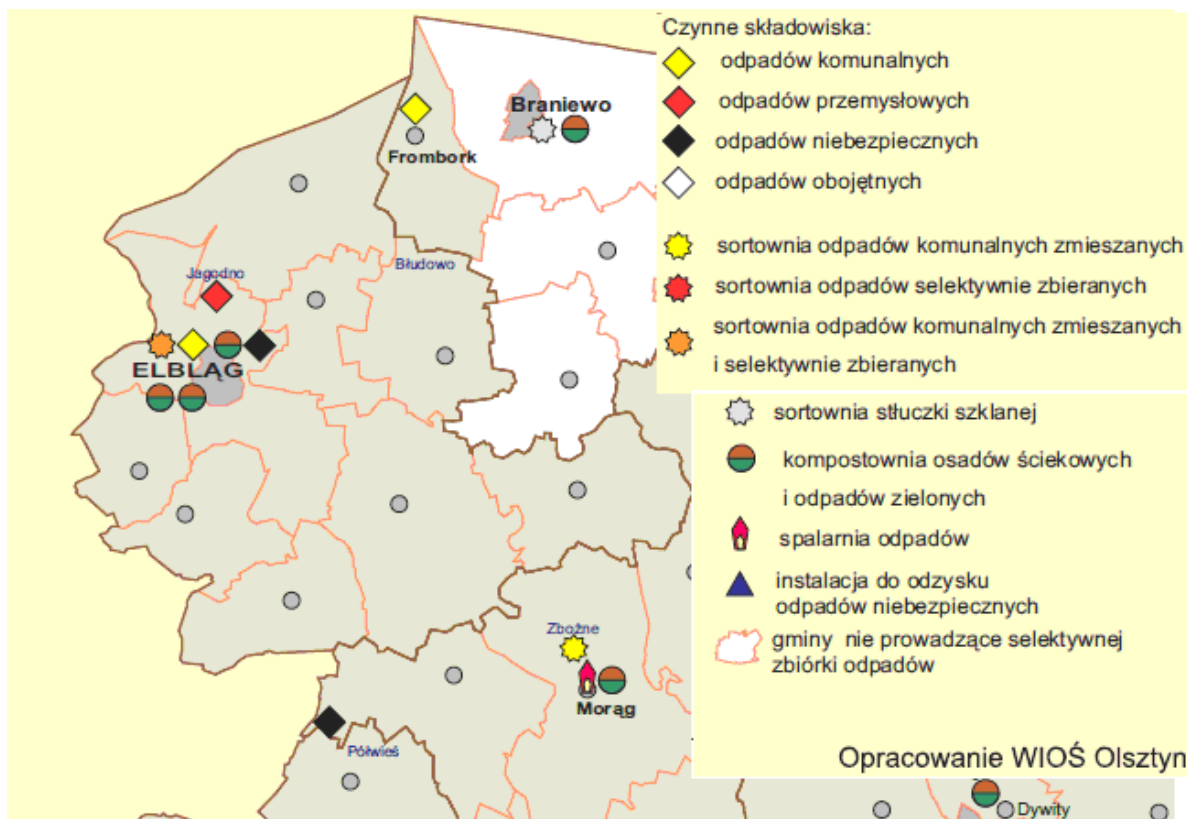 Czynne składowiska:
odpadów komunalnych
odpadów przemysłowych
odpadów niebezpiecznych
odpadów obojętnych
sortownia odpadów komunalnych zmieszanych
sortownia odpadów selektywnie zbieranych
sortownia odpadów komunalnych zmieszanych
i selektywnie zbieranych
sortownia stłuczki szklanej
kompostownia osadów ściekowych
i odpadów zielonych
spalarnia odpadów
instalacja do odzysku
odpadów niebezpiecznych
gminy nie prowadzące selektywnej
zbiórki odpadów
Opracowanie WIOŚ Olsztyn
Braniewo
Frombork
Błudowo
Jagodno
ELBLĄG
Zbożne
Morąg
Półwieś
Dywity